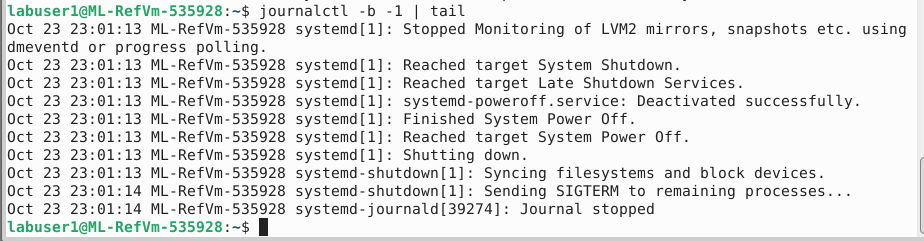 labuser1@ML-RefVm-535928:~$ journalctl -b -1 | tail
Oct 23 23:01:13 ML-RefVm-535928 systemd[1]: Stopped Monitoring of LVM2 mirrors, snapshots etc. using
dmeventd or progress polling.
Oct 23 23:01:13 ML-RefVm-535928 systemd[1]: Reached target System Shutdown.
Oct 23 23:01:13 ML-RefVm-535928 systemd[1]: Reached target Late Shutdown Services.
Oct 23 23:01:13 ML-RefVm-535928 systemd[1]: systemd-poweroff.service: Deactivated successfully.
Oct 23 23:01:13 ML-RefVm-535928 systemd[1]: Finished System Power Off.
Oct 23 23:01:13 ML-RefVm-535928 systemd[1]: Reached target System Power Off.
Oct 23 23:01:13 ML-RefVm-535928 systemd[1]: Shutting down.
Oct 23 23:01:13 ML-RefVm-535928 systemd-shutdown[1]: Syncing filesystems and block devices.
Oct 23 23:01:14 ML-RefVm-535928 systemd-shutdown[1]: Sending SIGTERM to remaining processes...
Oct 23 23:01:14 ML-RefVm-535928 systemd-journald[39274]: Journal stopped
labuser1@ML-RefVm-535928:~$